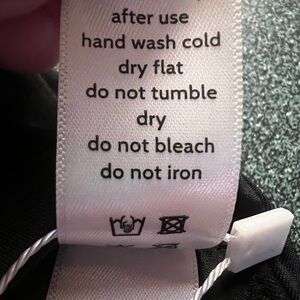 after use
hand wash cold
dry flat
do not tumble
dry
do not bleach
do not iron